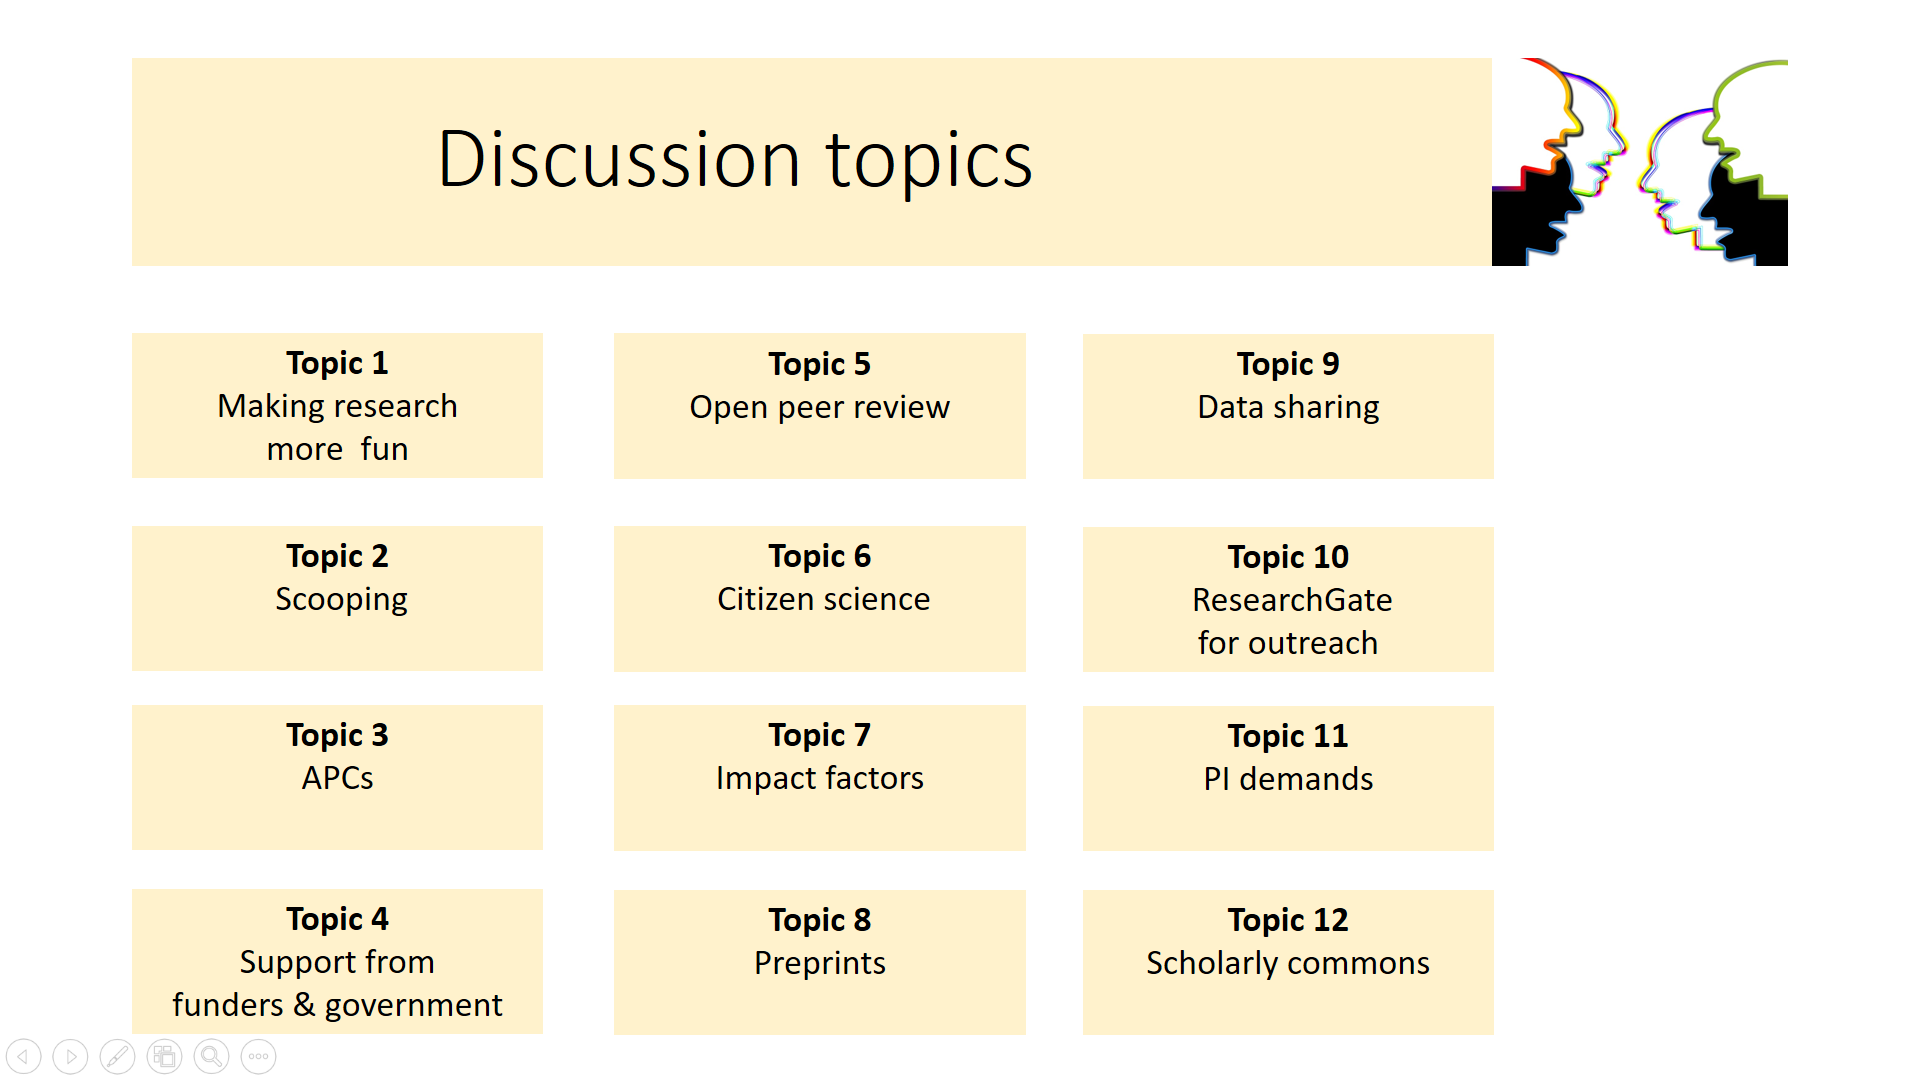 Discussion topics
Topic 1
Making research
more  fun
Topic 2
Scooping
Topic 3
APCs
Topic 4
Support from
funders & government
Topic 5
Open peer review
Topic 6
Citizen science
Topic 7
Impact factors
Topic 8
Preprints
Topic 9
Data sharing
Topic 10
ResearchGate
for outreach
Topic 11
PI demands
Topic 12
Scholarly commons